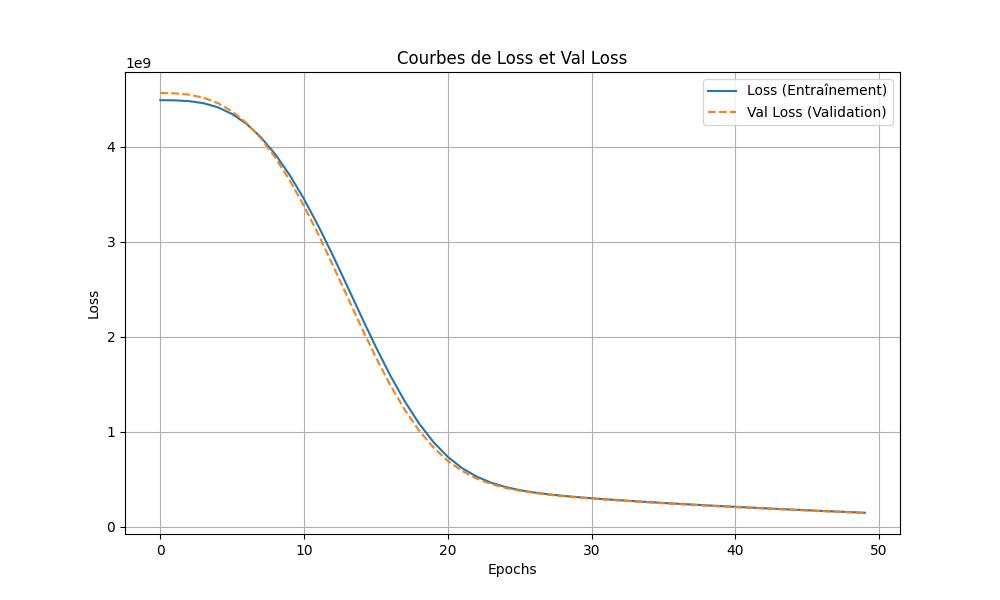 Courbes de Loss et Val Loss
1e9
Loss (Entraînement)
Val Loss (Validation)
4
3
2
1
0
Loss
0 10 20 30 40 50
Epochs